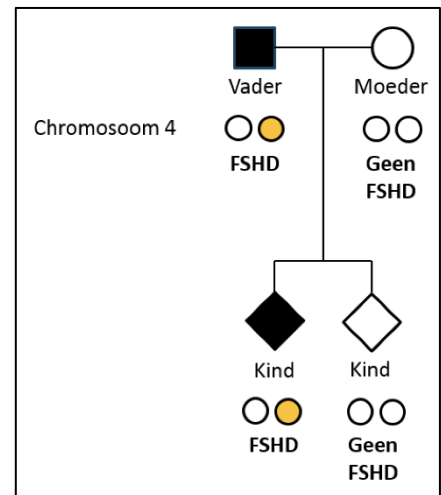 Vader Moeder
Chromosoom 4
FSHD Geen
FSHD
Kind Kind
FSHD Geen
FSHD